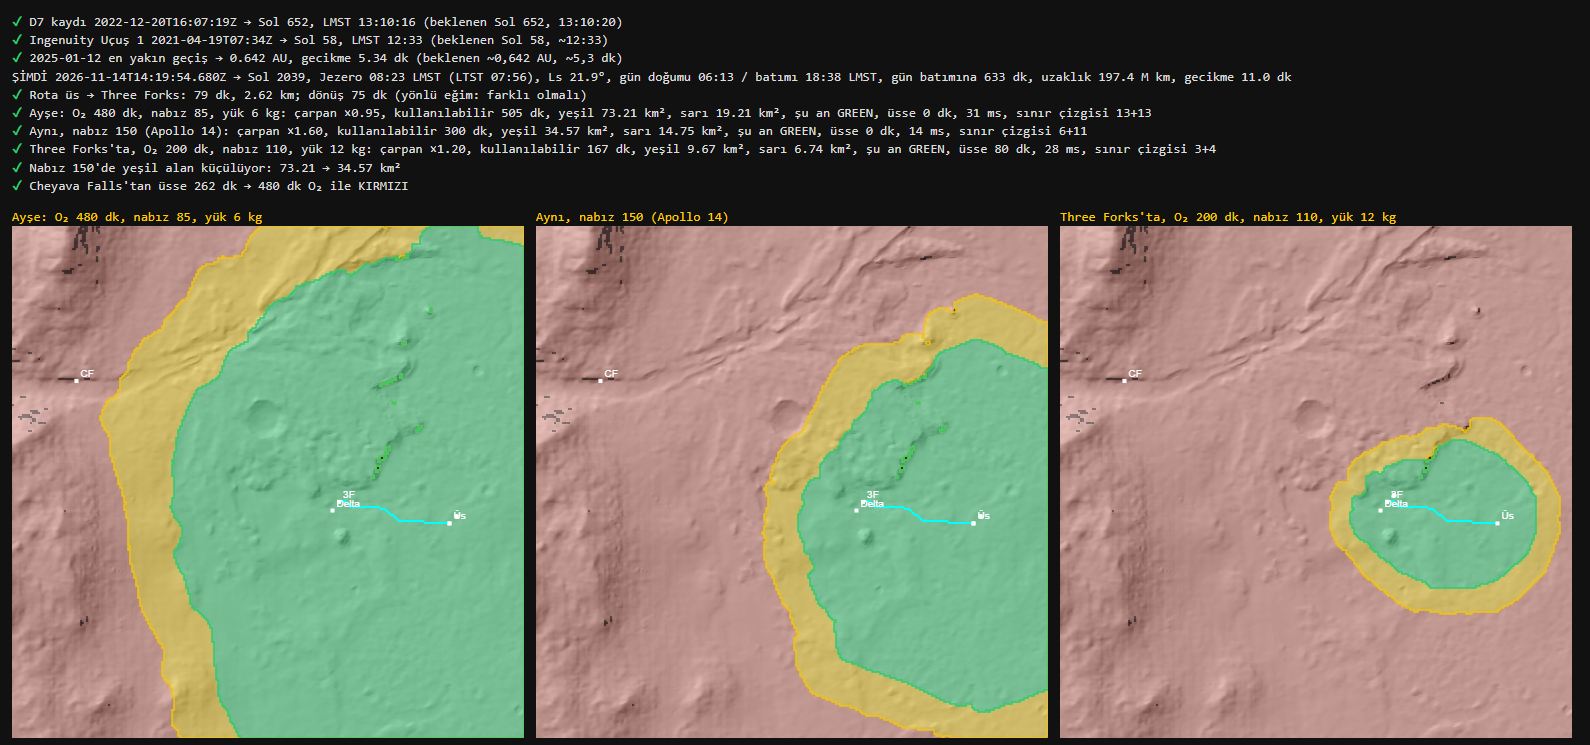 ✓ D7 kaydı 2022-12-20T16:07:19Z → Sol 652, LMST 13:10:16 (beklenen Sol 652, 13:10:20)
✓ Ingenuity Uçuş 1 2021-04-19T07:34Z → Sol 58, LMST 12:33 (beklenen Sol 58, ~12:33)
✓ 2025-01-12 en yakın geçiş → 0.642 AU, gecikme 5.34 dk (beklenen ~0,642 AU, ~5,3 dk)
ŞİMDİ 2026-11-14T14:19:54.680Z → Sol 2039, Jezero 08:23 LMST (LTST 07:56), Ls 21.9°, gün doğumu 06:13 / batımı 18:38 LMST, gün batımına 633 dk, uzaklık 197.4 M km, gecikme 11.0 dk
✓ Rota üs → Three Forks: 79 dk, 2.62 km; dönüş 75 dk (yönlü eğim: farklı olmalı)
✓ Ayşe: O₂ 480 dk, nabız 85, yük 6 kg: çarpan ×0.95, kullanılabilir 505 dk, yeşil 73.21 km², sarı 19.21 km², şu an GREEN, üsse 0 dk, 31 ms, sınır çizgisi 13+13
✓ Aynı, nabız 150 (Apollo 14): çarpan ×1.60, kullanılabilir 300 dk, yeşil 34.57 km², sarı 14.75 km², şu an GREEN, üsse 0 dk, 14 ms, sınır çizgisi 6+11
✓ Three Forks'ta, O₂ 200 dk, nabız 110, yük 12 kg: çarpan ×1.20, kullanılabilir 167 dk, yeşil 9.67 km², sarı 6.74 km², şu an GREEN, üsse 80 dk, 28 ms, sınır çizgisi 3+4
✓ Nabız 150'de yeşil alan küçülüyor: 73.21 → 34.57 km²
✓ Cheyava Falls'tan üsse 262 dk → 480 dk O₂ ile KIRMIZI
Ayşe: O₂ 480 dk, nabız 85, yük 6 kg
CF
3F
Delta
Üs
Aynı, nabız 150 (Apollo 14)
CF
3F
Delta
Üs
Three Forks'ta, O₂ 200 dk, nabız 110, yük 12 kg
CF
3F
Delta
Üs